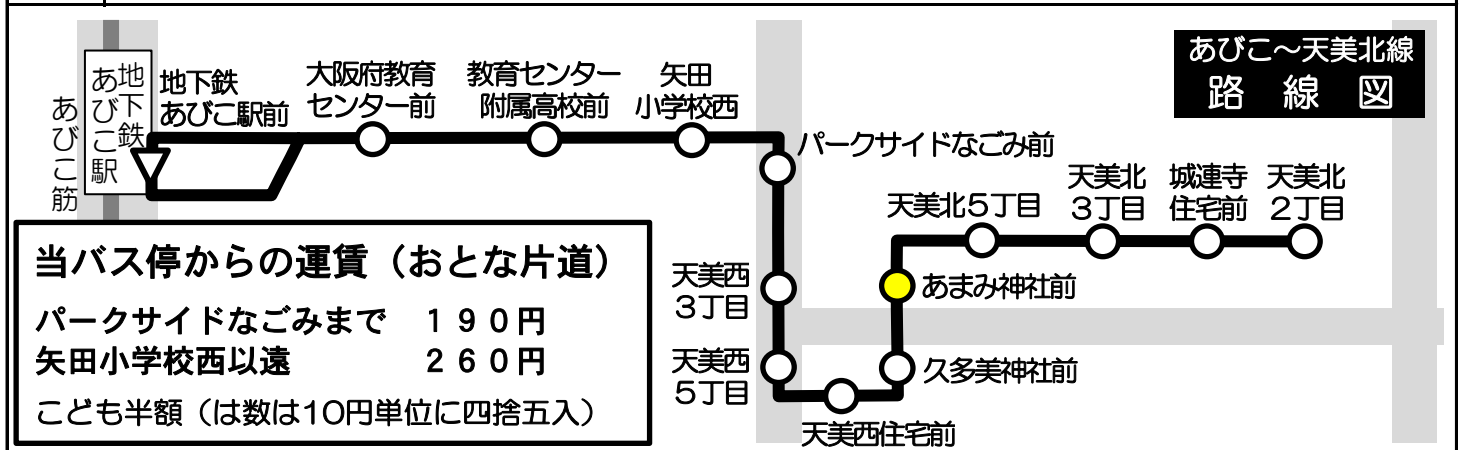 あびこ～天美北線
路線図
あびこ筋
地下鉄
あびこ駅
地下鉄
あびこ駅前
大阪府教育
センター前
教育センター
附属高校前
矢田
小学校西
パークサイドなごみ前
天美西
3丁目
天美西
5丁目
天美西住宅前
久多美神社前
あまみ神社前
天美北5丁目
天美北
3丁目
城連寺
住宅前
天美北
2丁目
当バス停からの運賃（おとな片道）
パークサイドなごみまで　１９０円
矢田小学校西以遠　２６０円
こども半額（は数は10円単位に四捨五入）